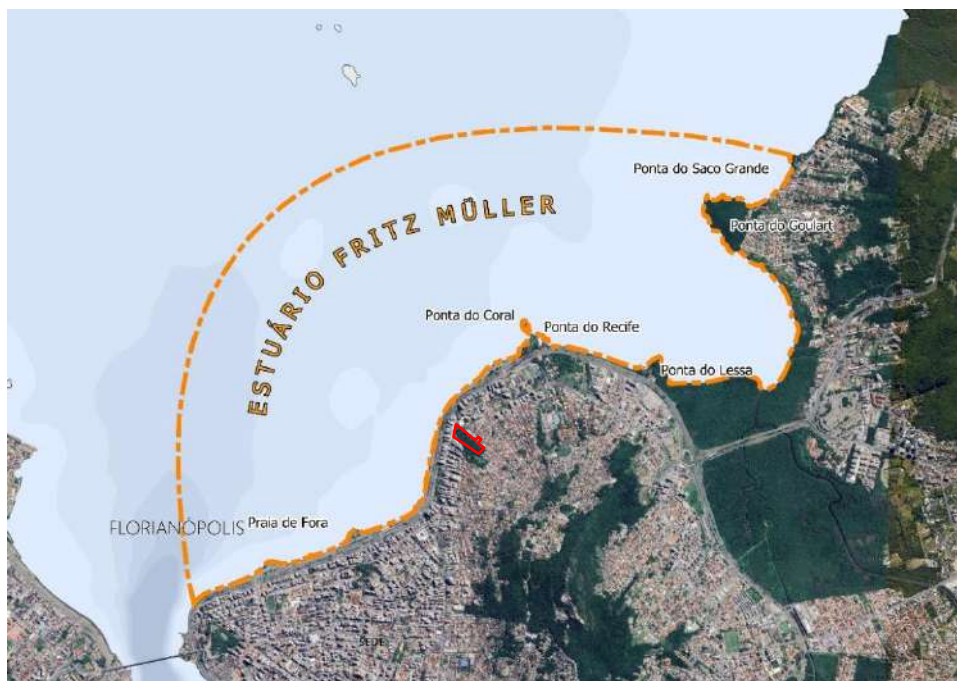 Ponta do Saco Grande
Ponta do Goulart
ESTUÁRIO FRITZ MÜLLER
Ponta do Coral
Ponta do Recife
Ponta do Lessa
FLORIANÓPOLIS
Praia de Fora
SEDE